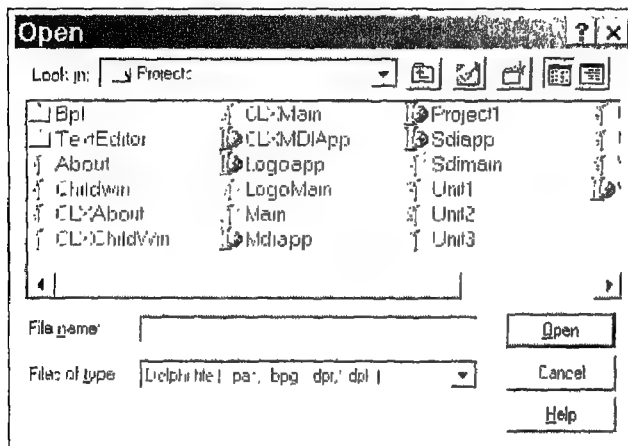 Open
Look in: Projects
Bpl
TextEditor
About
Childwin
CLXAbout
CLXChildWin
CLXMain
CLXMDIApp
Logoapp
LogoMain
Main
Mdiapp
Project1
Sdiapp
Sdimain
Unit1
Unit2
Unit3
File name:
Open
Files of type:
Cancel
Help